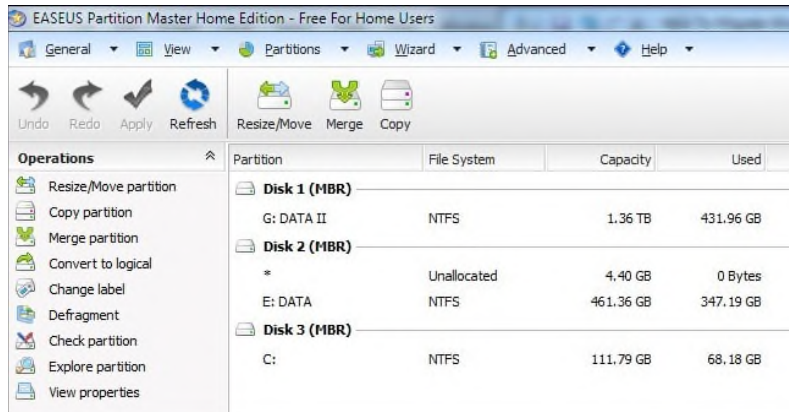 EASEUS Partition Master Home Edition - Free For Home Users
General View Partitions Wizard Advanced Help
Undo Redo Apply Refresh Resize/Move Merge Copy
Operations
Resize/Move partition
Copy partition
Merge partition
Convert to logical
Change label
Defragment
Check partition
Explore partition
View properties
Partition File System Capacity Used
Disk 1 (MBR)
G: DATA II NTFS 1.36 TB 431.96 GB
Disk 2 (MBR)
* Unallocated 4.40 GB 0 Bytes
E: DATA NTFS 461.36 GB 347.19 GB
Disk 3 (MBR)
C: NTFS 111.79 GB 68.18 GB